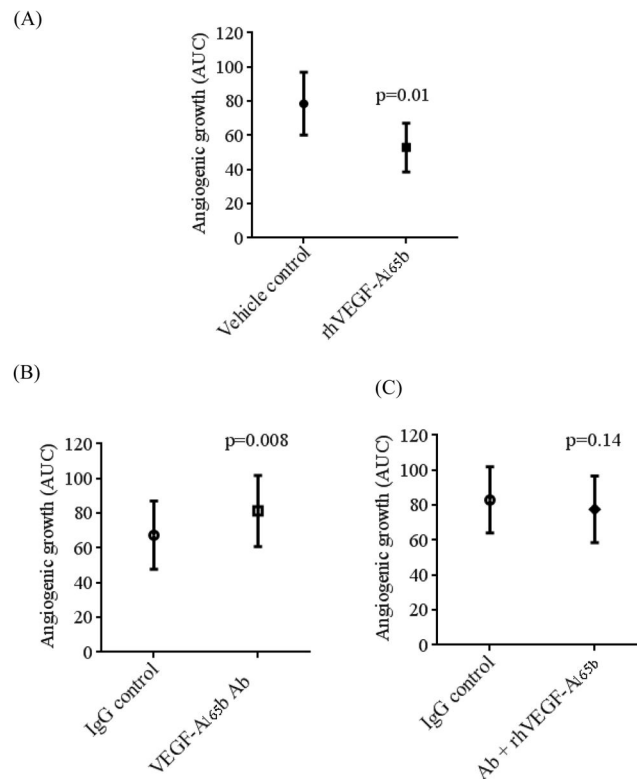 (A)
Angiogenic growth (AUC)
120
100
80
60
40
20
0
p=0.01
Vehicle control
rhVEGF-A₁₆₅b
(B)
Angiogenic growth (AUC)
120
100
80
60
40
20
0
p=0.008
IgG control
VEGF-A₁₆₅b Ab
(C)
Angiogenic growth (AUC)
120
100
80
60
40
20
0
p=0.14
IgG control
Ab + rhVEGF-A₁₆₅b